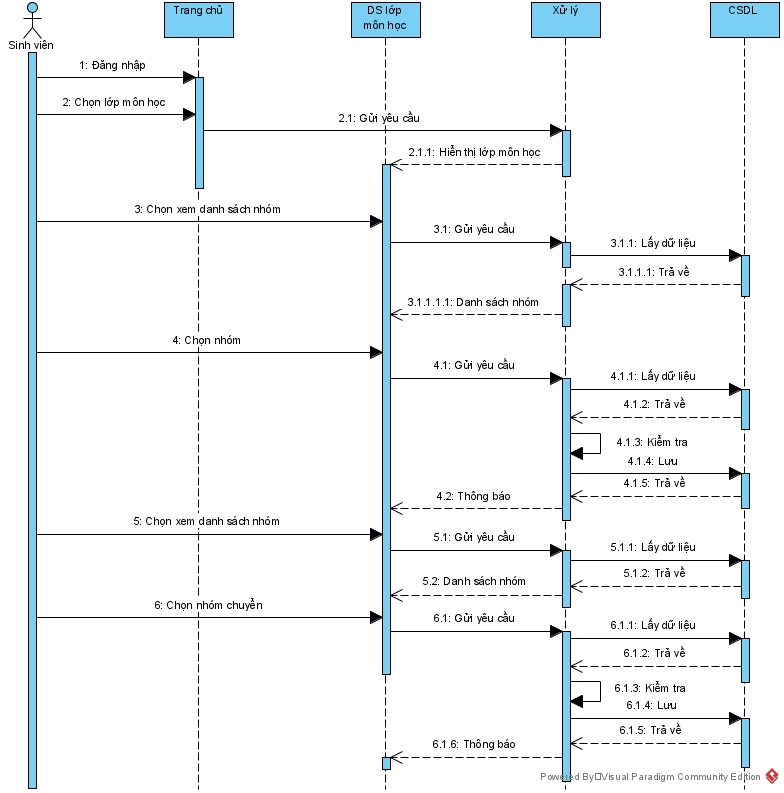 Sinh viên
Trang chủ
DS lớp
môn học
Xử lý
CSDL
1: Đăng nhập
2: Chọn lớp môn học
2.1: Gửi yêu cầu
2.1.1: Hiển thị lớp môn học
3: Chọn xem danh sách nhóm
3.1: Gửi yêu cầu
3.1.1: Lấy dữ liệu
3.1.1.1: Trả về
3.1.1.1.1: Danh sách nhóm
4: Chọn nhóm
4.1: Gửi yêu cầu
4.1.1: Lấy dữ liệu
4.1.2: Trả về
4.1.3: Kiểm tra
4.1.4: Lưu
4.1.5: Trả về
4.2: Thông báo
5: Chọn xem danh sách nhóm
5.1: Gửi yêu cầu
5.1.1: Lấy dữ liệu
5.1.2: Trả về
5.2: Danh sách nhóm
6: Chọn nhóm chuyển
6.1: Gửi yêu cầu
6.1.1: Lấy dữ liệu
6.1.2: Trả về
6.1.3: Kiểm tra
6.1.4: Lưu
6.1.5: Trả về
6.1.6: Thông báo
Powered By Visual Paradigm Community Edition